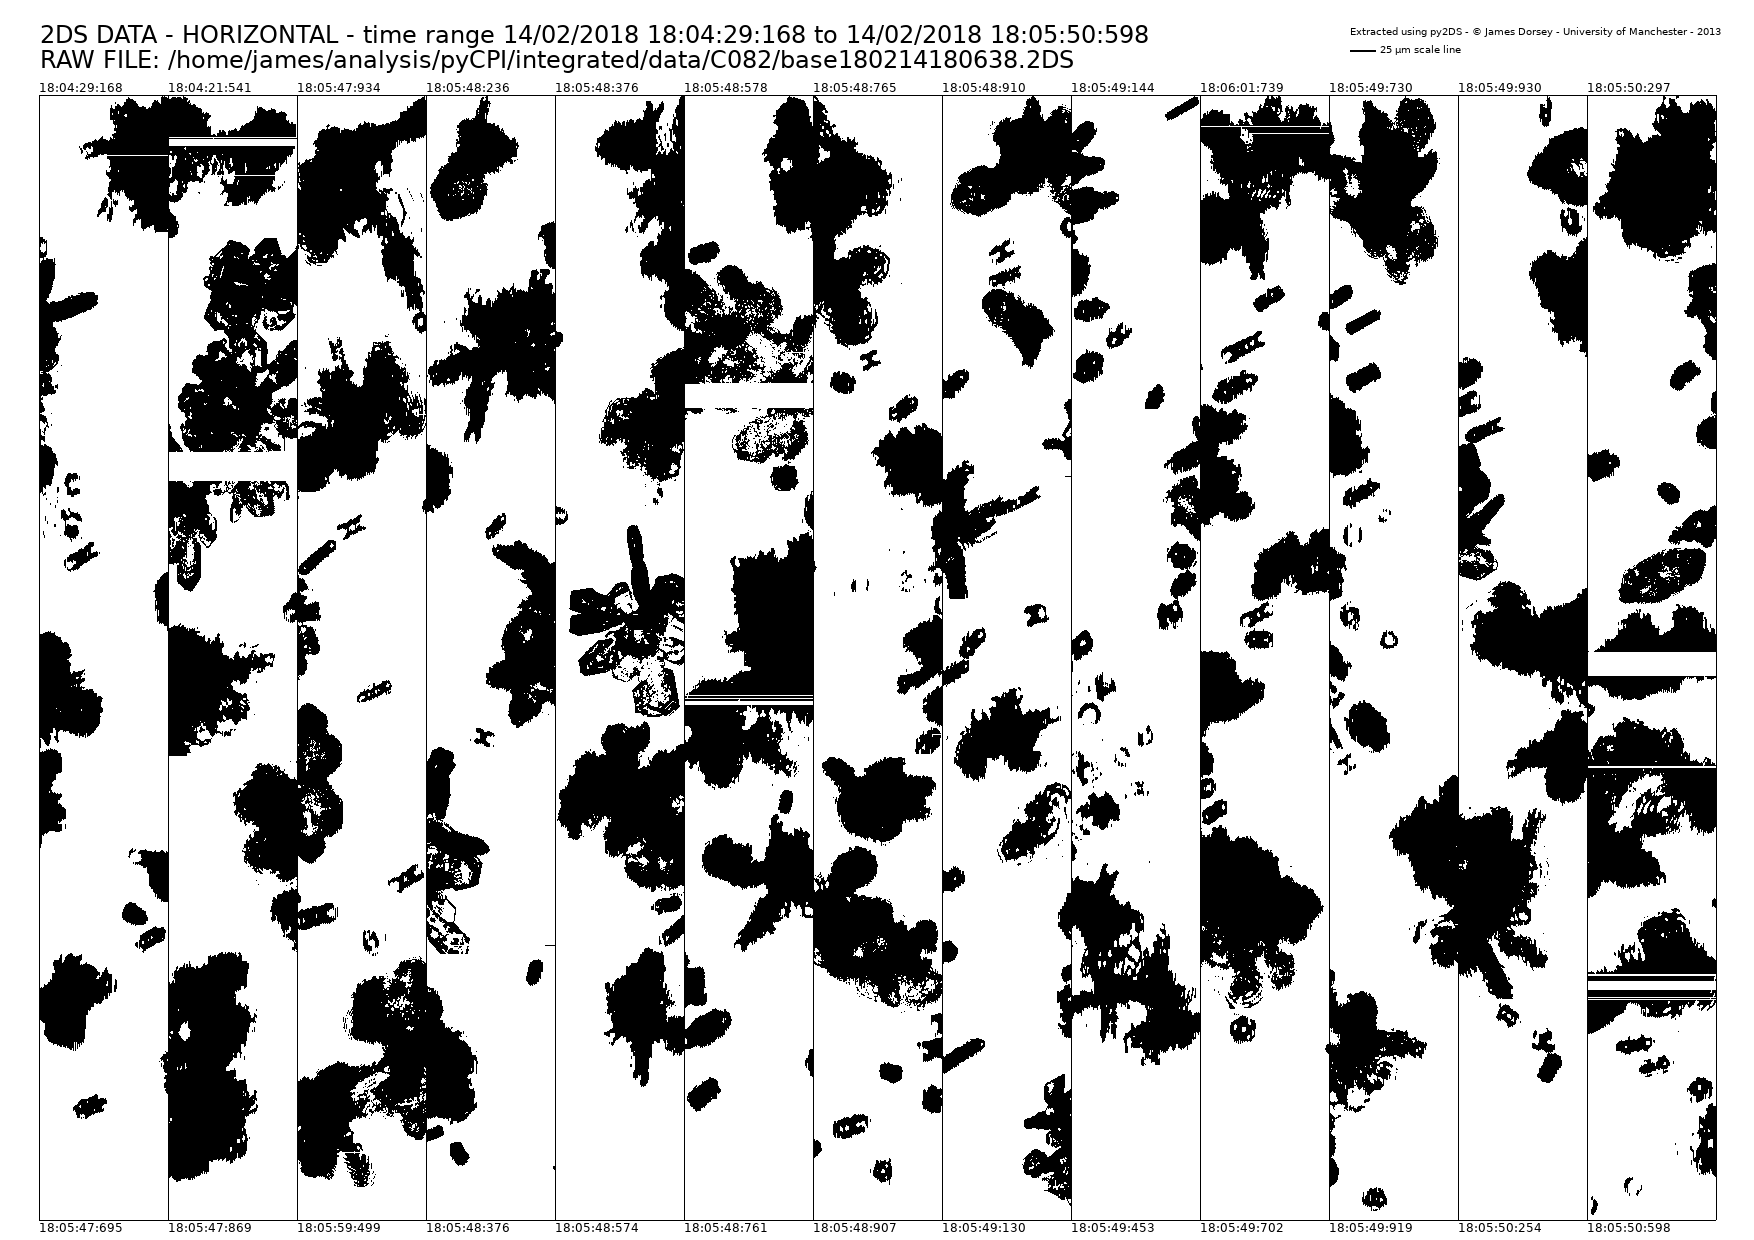 2DS DATA - HORIZONTAL - time range 14/02/2018 18:04:29:168 to 14/02/2018 18:05:50:598
RAW FILE: /home/james/analysis/pyCPI/integrated/data/C082/base180214180638.2DS
Extracted using py2DS - © James Dorsey - University of Manchester - 2013
25 µm scale line
18:04:29:168 18:04:21:541 18:05:47:934 18:05:48:236 18:05:48:376 18:05:48:578 18:05:48:765 18:05:48:910 18:05:49:144 18:06:01:739 18:05:49:730 18:05:49:930 18:05:50:297
18:05:47:695 18:05:47:869 18:05:59:499 18:05:48:376 18:05:48:574 18:05:48:761 18:05:48:907 18:05:49:130 18:05:49:453 18:05:49:702 18:05:49:919 18:05:50:254 18:05:50:598